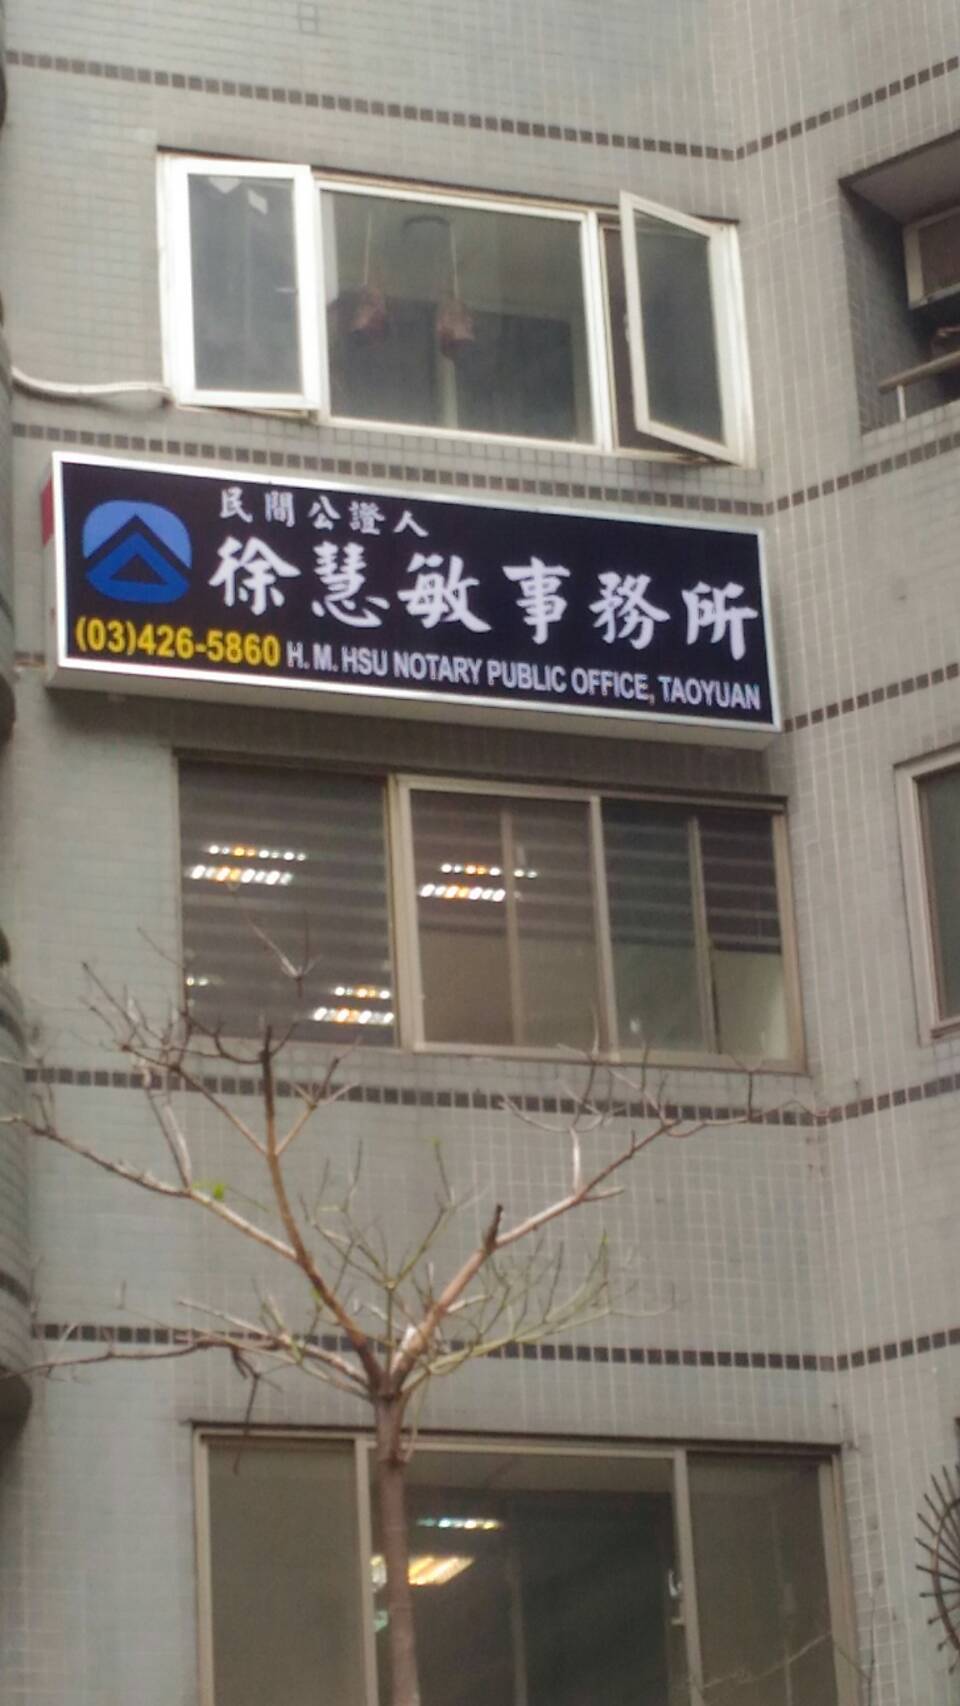 民間公證人
徐慧敏事務所
(03)426-5860 H. M. HSU NOTARY PUBLIC OFFICE, TAOYUAN